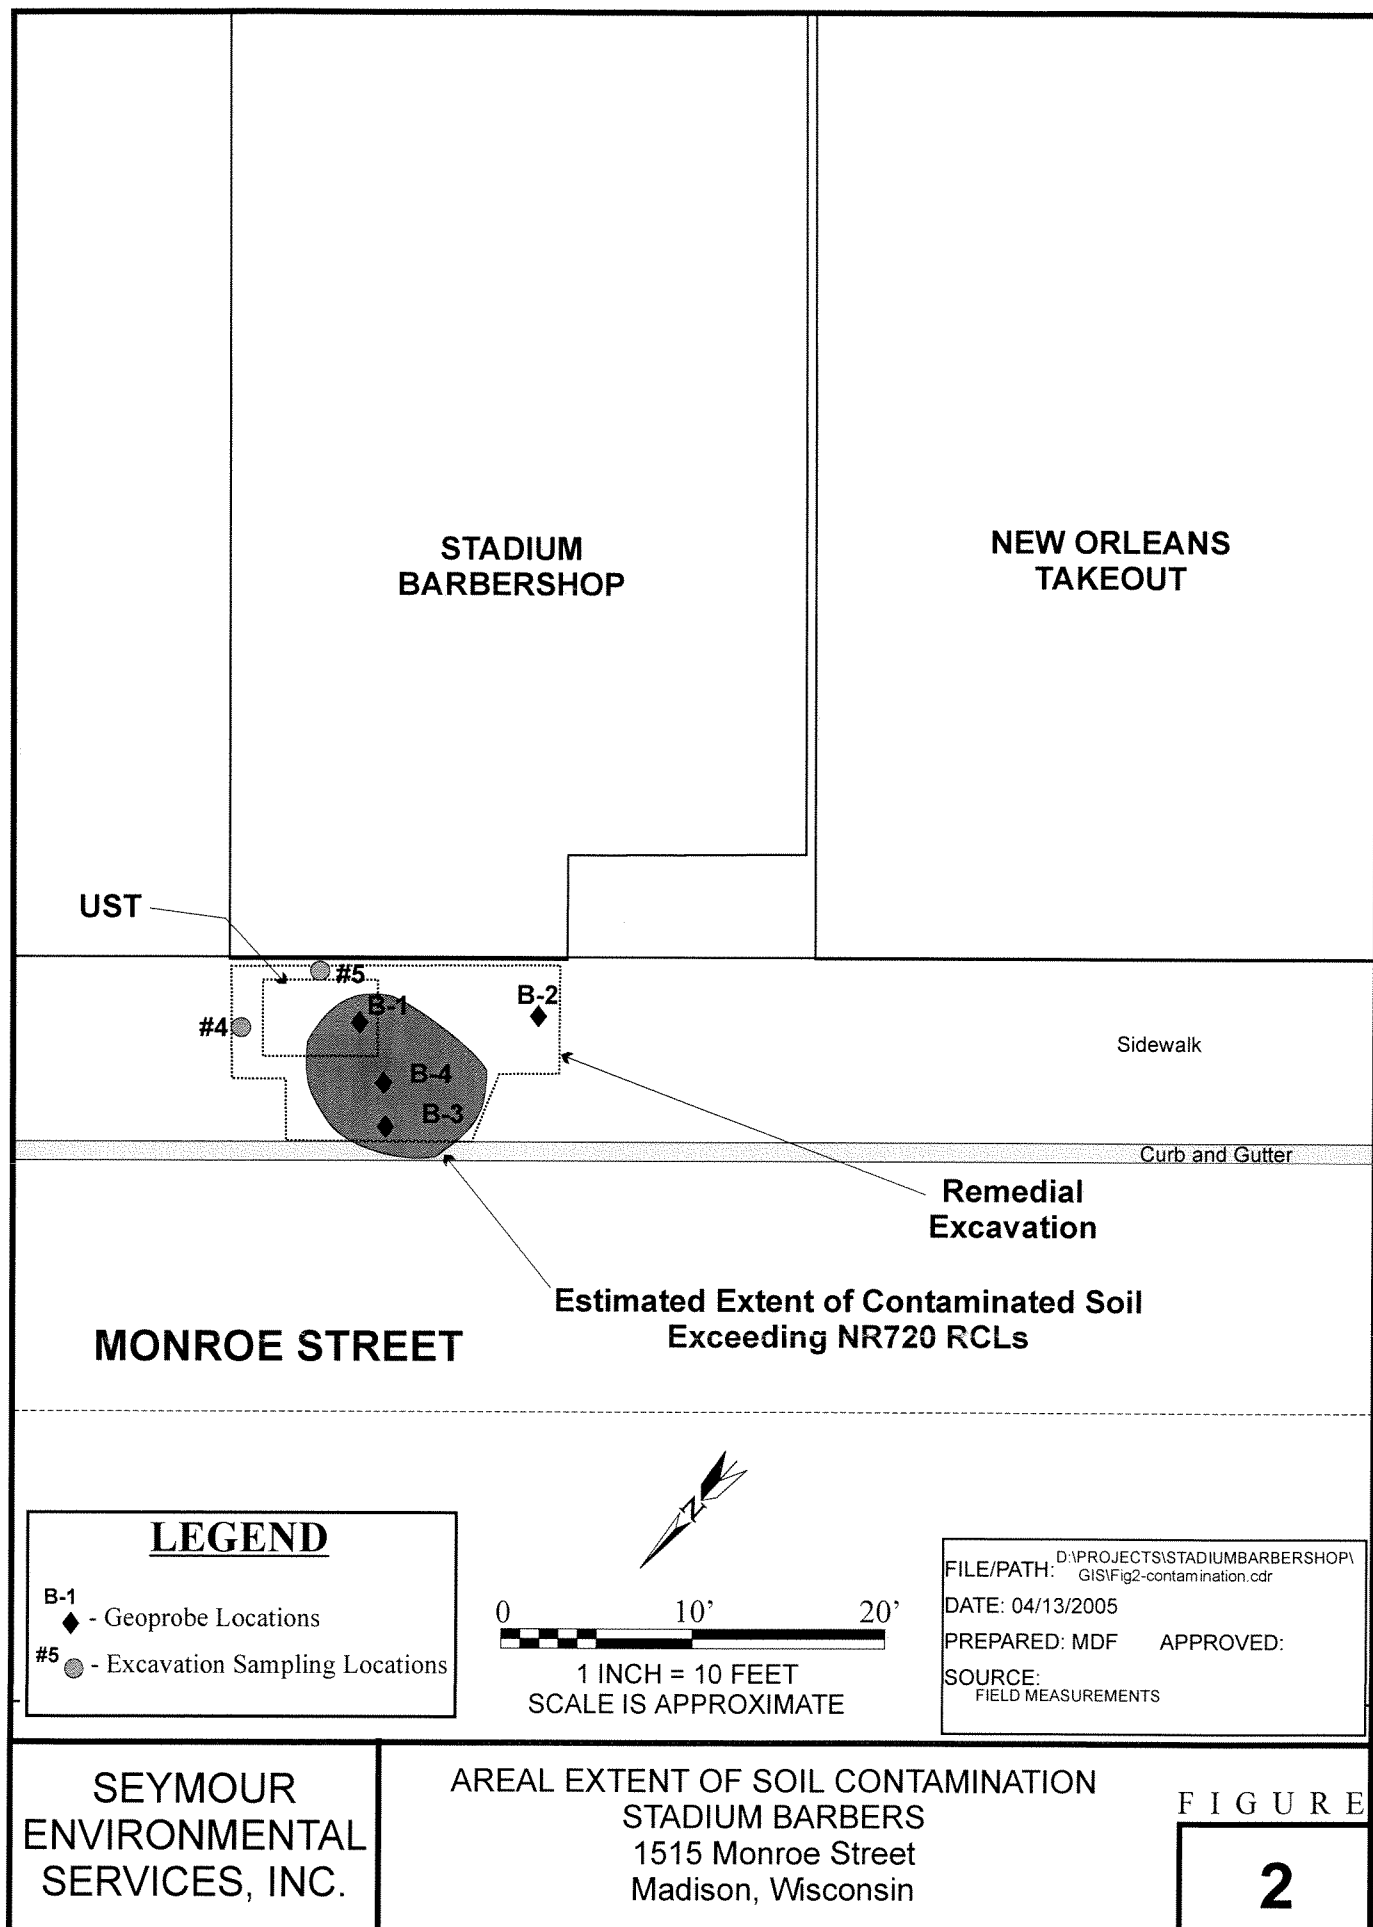 STADIUM
BARBERSHOP
NEW ORLEANS
TAKEOUT
UST
#5
B-1
B-2
#4
Sidewalk
B-4
B-3
Curb and Gutter
Remedial
Excavation
Estimated Extent of Contaminated Soil
Exceeding NR720 RCLs
MONROE STREET
N
LEGEND
B-1
- Geoprobe Locations
#5
- Excavation Sampling Locations
0 10' 20'
1 INCH = 10 FEET
SCALE IS APPROXIMATE
FILE/PATH: D:\PROJECTS\STADIUMBARBERSHOP\
GIS\Fig2-contamination.cdr
DATE: 04/13/2005
PREPARED: MDF APPROVED:
SOURCE:
FIELD MEASUREMENTS
SEYMOUR
ENVIRONMENTAL
SERVICES, INC.
AREAL EXTENT OF SOIL CONTAMINATION
STADIUM BARBERS
1515 Monroe Street
Madison, Wisconsin
FIGURE
2